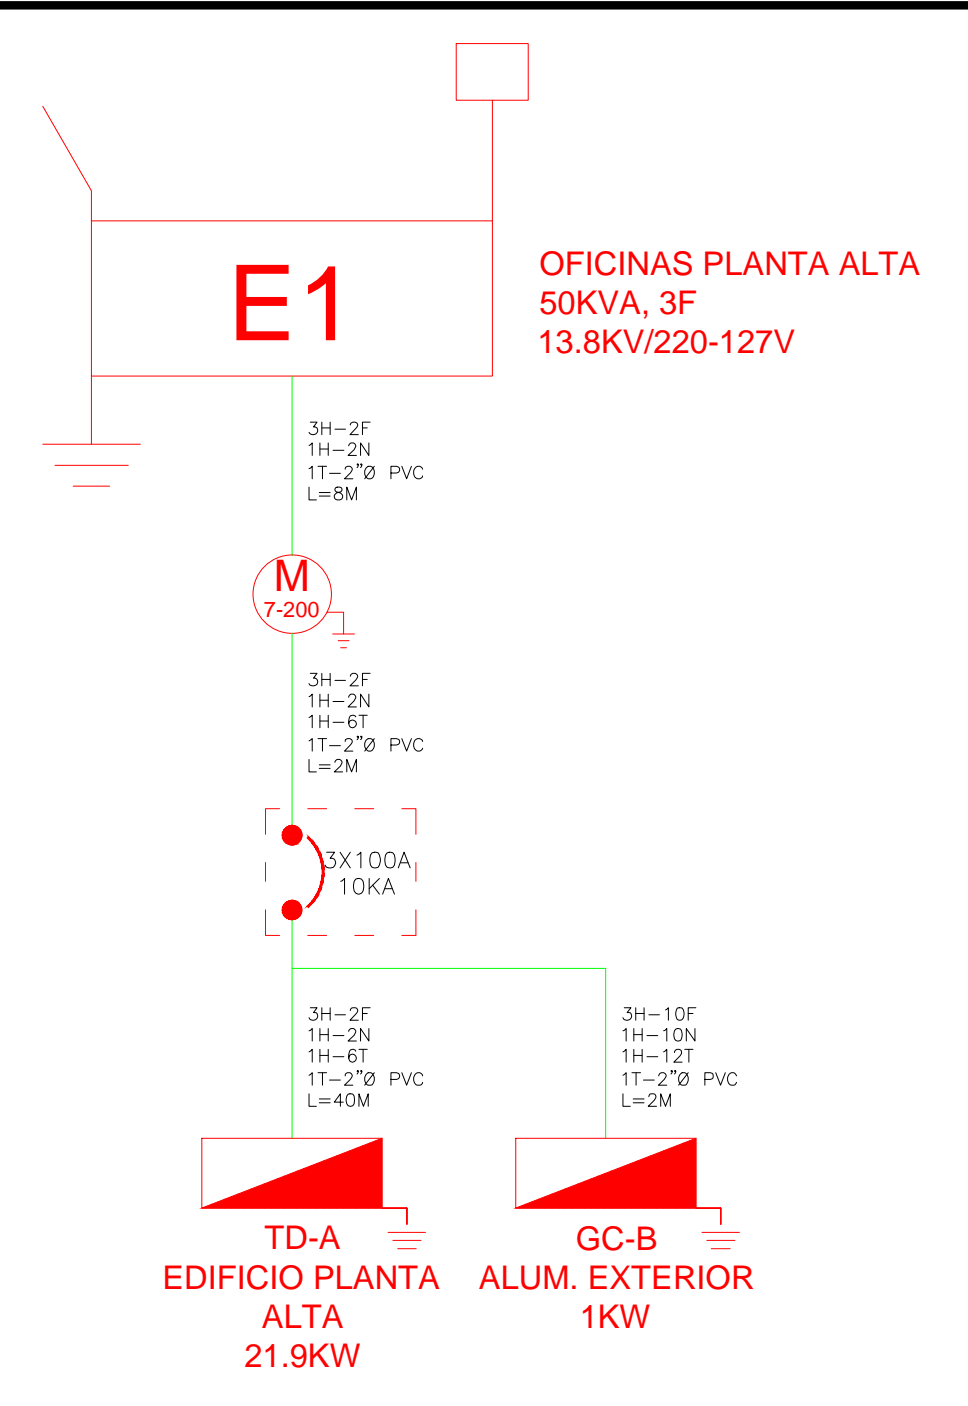 E1
OFICINAS PLANTA ALTA
50KVA, 3F
13.8KV/220-127V
3H-2F
1H-2N
1T-2"Ø PVC
L=8M
M
7-200
3H-2F
1H-2N
1H-6T
1T-2"Ø PVC
L=2M
3X100A
10KA
3H-2F
1H-2N
1H-6T
1T-2"Ø PVC
L=40M
3H-10F
1H-10N
1H-12T
1T-2"Ø PVC
L=2M
TD-A
EDIFICIO PLANTA
ALTA
21.9KW
GC-B
ALUM. EXTERIOR
1KW